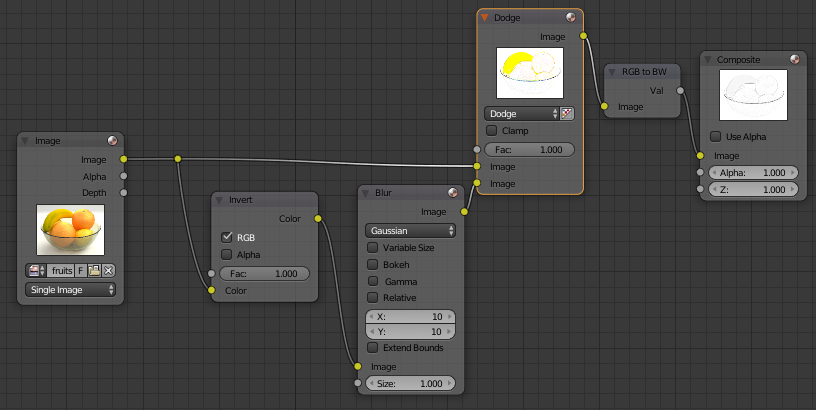 Image
Image
Alpha
Depth
fruits F
Single Image
Invert
Color
RGB
Alpha
Fac: 1.000
Color
Blur
Image
Gaussian
Variable Size
Bokeh
Gamma
Relative
X: 10
Y: 10
Extend Bounds
Image
Size: 1.000
Dodge
Image
Dodge
Clamp
Fac: 1.000
Image
Image
RGB to BW
Val
Image
Composite
Use Alpha
Image
Alpha: 1.000
Z: 1.000